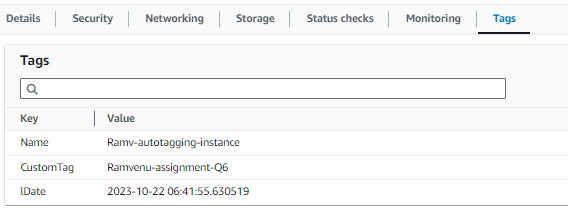 Details Security Networking Storage Status checks Monitoring Tags
Tags
Key Value
Name Ramv-autotagging-instance
CustomTag Ramvenu-assignment-Q6
lDate 2023-10-22 06:41:55.630519